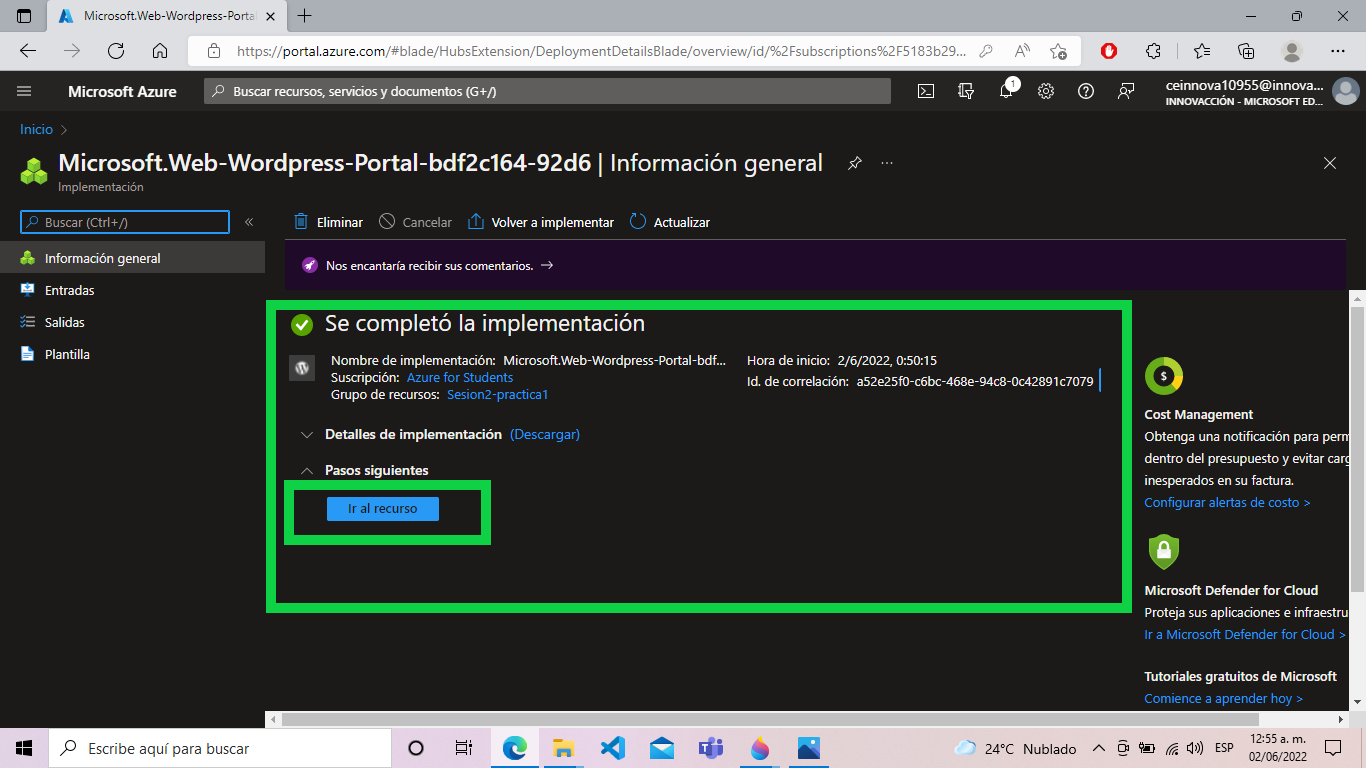 Microsoft.Web-Wordpress-Portal
https://portal.azure.com/#blade/HubsExtension/DeploymentDetailsBlade/overview/id/%2Fsubscriptions%2F5183b29...
Microsoft Azure
Buscar recursos, servicios y documentos (G+/)
1
ceinnova10955@innova...
INNOVACCIÓN - MICROSOFT ED...
Inicio
Microsoft.Web-Wordpress-Portal-bdf2c164-92d6 | Información general
Implementación
Buscar (Ctrl+/)
Eliminar
Cancelar
Volver a implementar
Actualizar
Información general
Entradas
Salidas
Plantilla
Nos encantaría recibir sus comentarios.
Se completó la implementación
Nombre de implementación: Microsoft.Web-Wordpress-Portal-bdf...
Suscripción: Azure for Students
Grupo de recursos: Sesion2-practica1
Hora de inicio: 2/6/2022, 0:50:15
Id. de correlación: a52e25f0-c6bc-468e-94c8-0c42891c7079
Detalles de implementación (Descargar)
Pasos siguientes
Ir al recurso
Cost Management
Obtenga una notificación para perm
dentro del presupuesto y evitar carg
inesperados en su factura.
Configurar alertas de costo >
Microsoft Defender for Cloud
Proteja sus aplicaciones e infraestru
Ir a Microsoft Defender for Cloud >
Tutoriales gratuitos de Microsoft
Comience a aprender hoy >
Escribe aquí para buscar
24°C Nublado
ESP
12:55 a. m.
02/06/2022